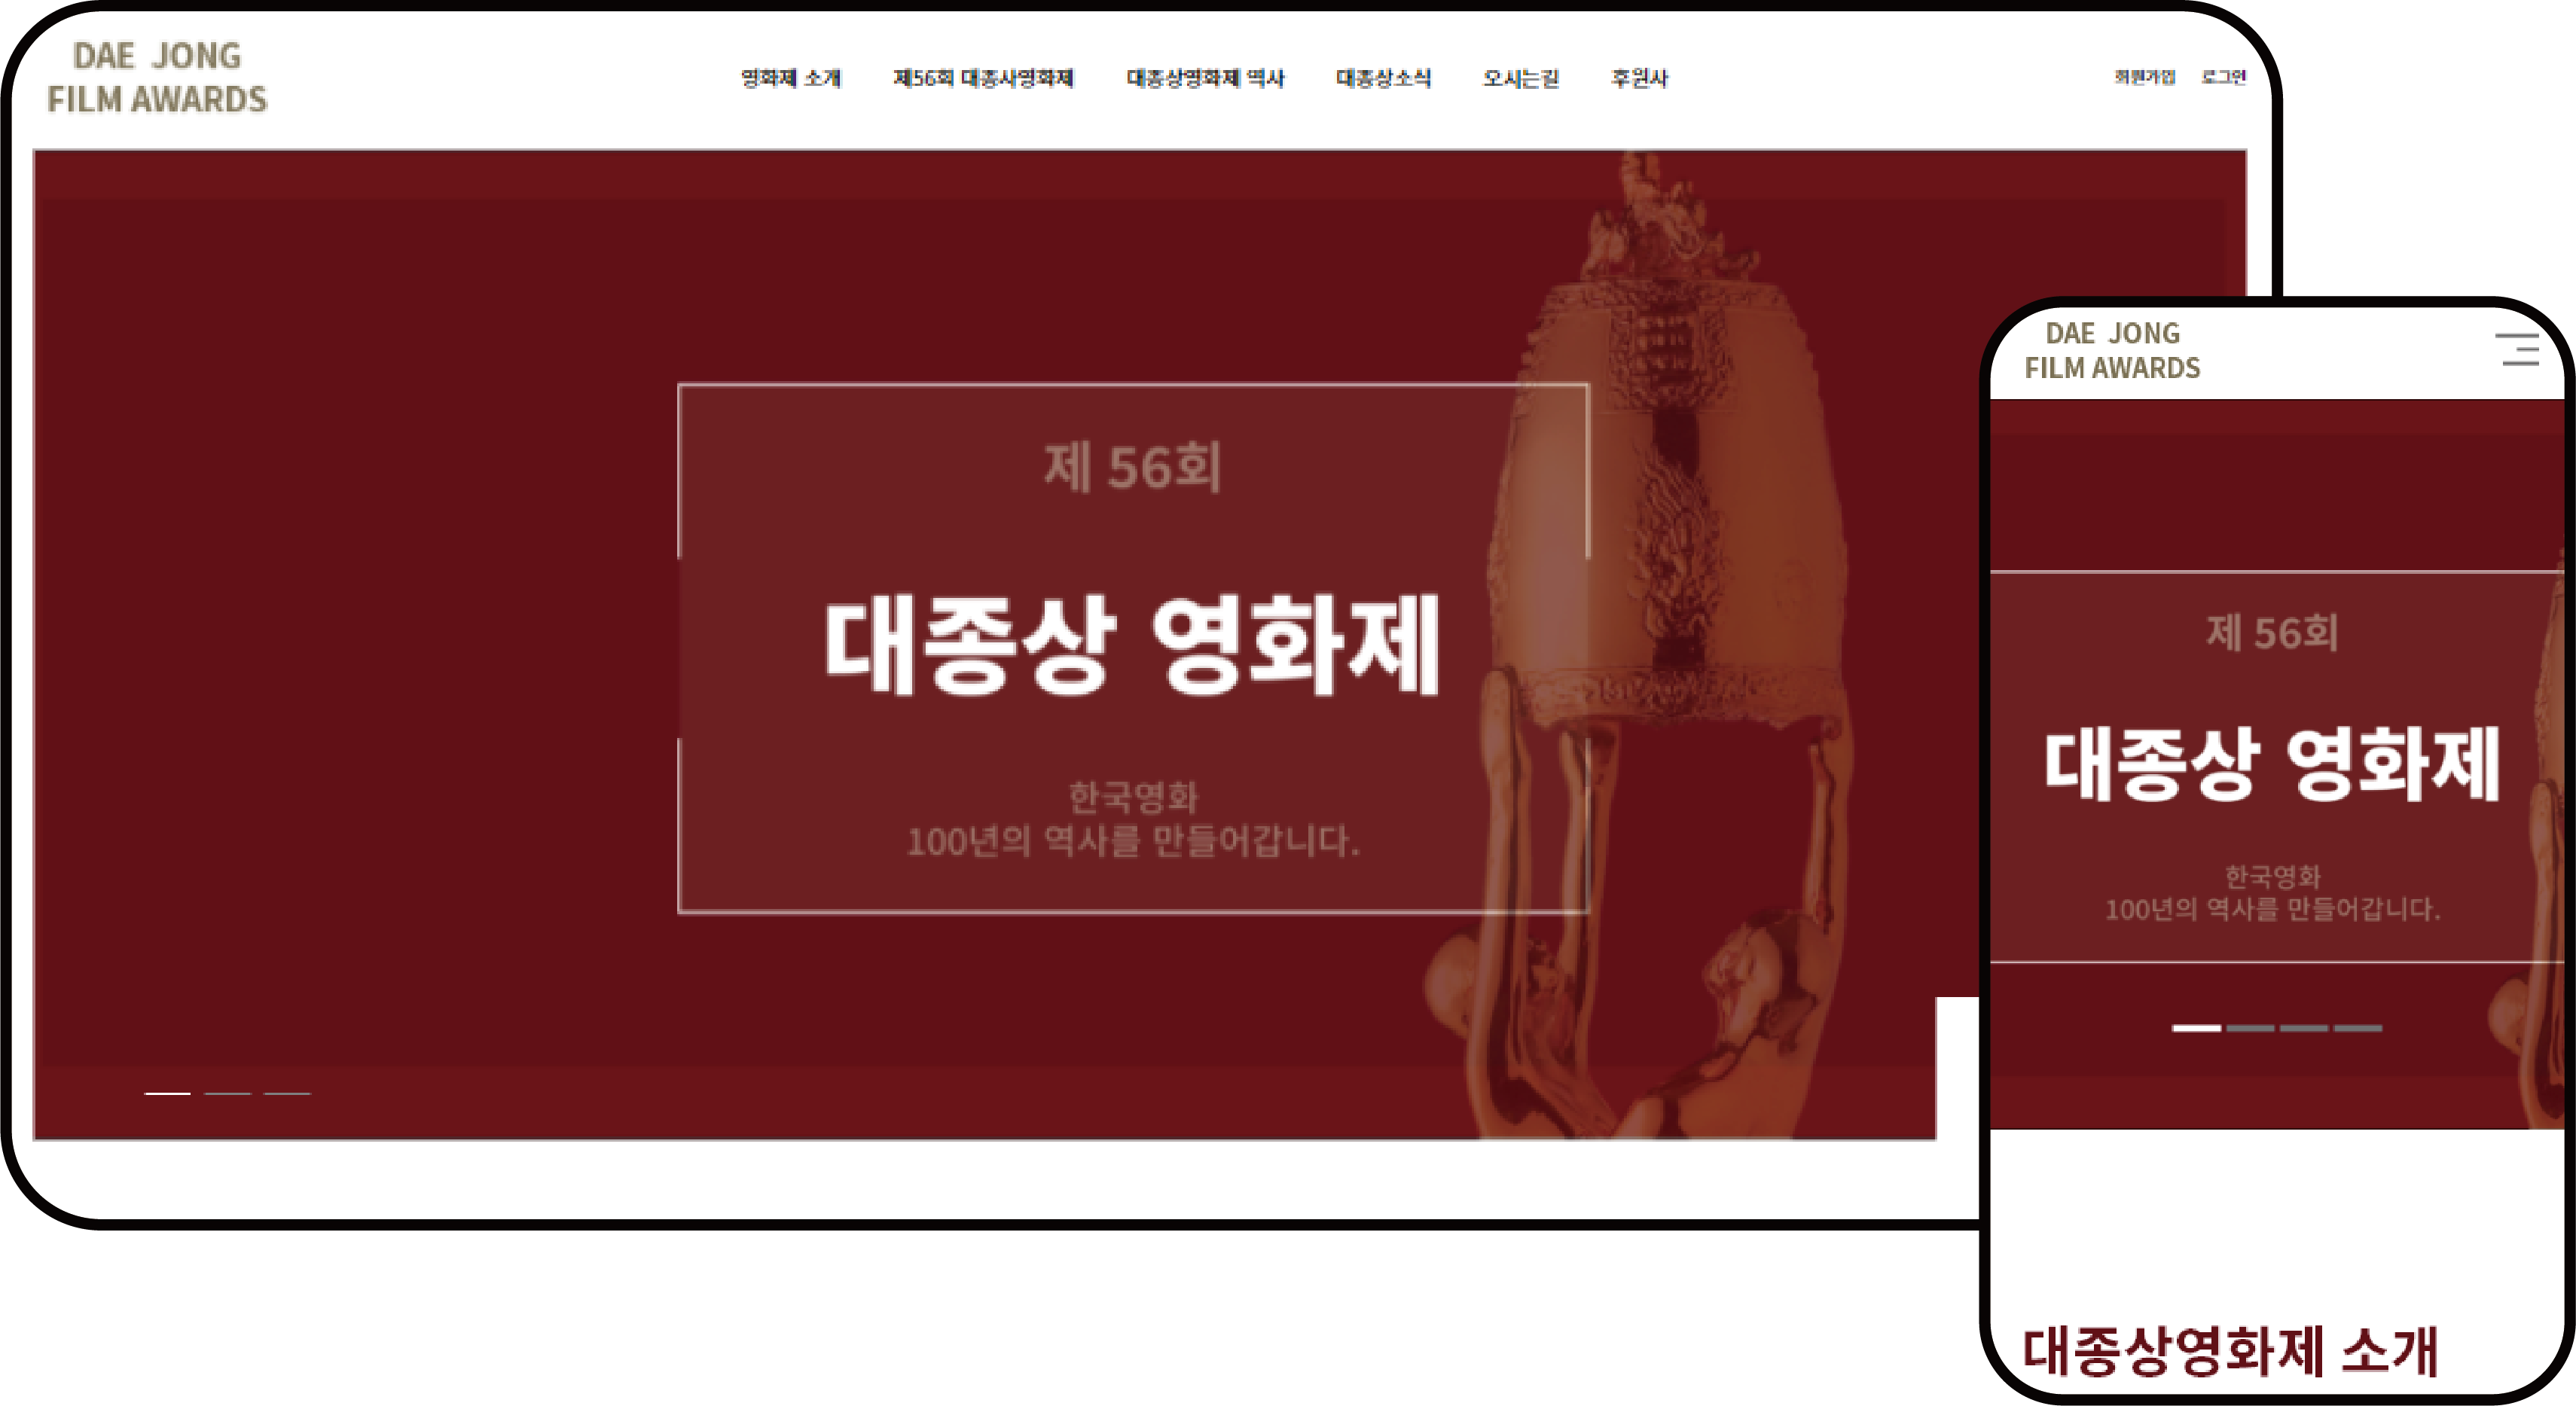 DAE JONG
FILM AWARDS
영화제 소개
제56회 대종사영화제
대종상영화제 역사
대종상소식
오시는길
후원사
회원가입
로그인
제 56회
대종상 영화제
한국영화
100년의 역사를 만들어갑니다.
DAE JONG
FILM AWARDS
제 56회
대종상 영화제
한국영화
100년의 역사를 만들어갑니다.
대종상영화제 소개